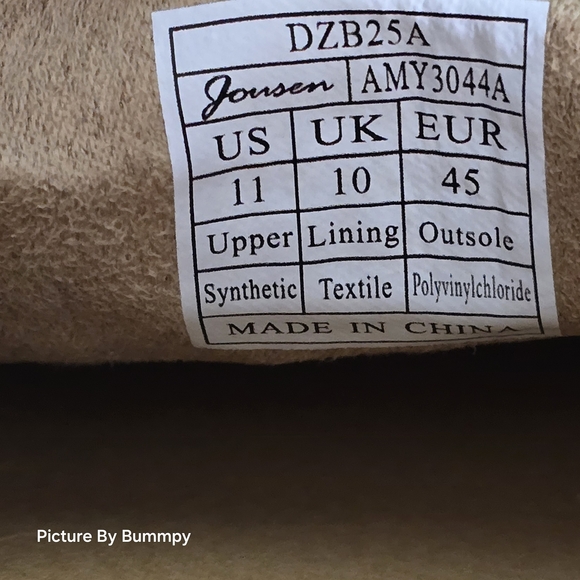 DZB25A
Jousen AMY3044A
US UK EUR
11 10 45
Upper Lining Outsole
Synthetic Textile Polyvinylchloride
MADE IN CHINA
Picture By Bummpy